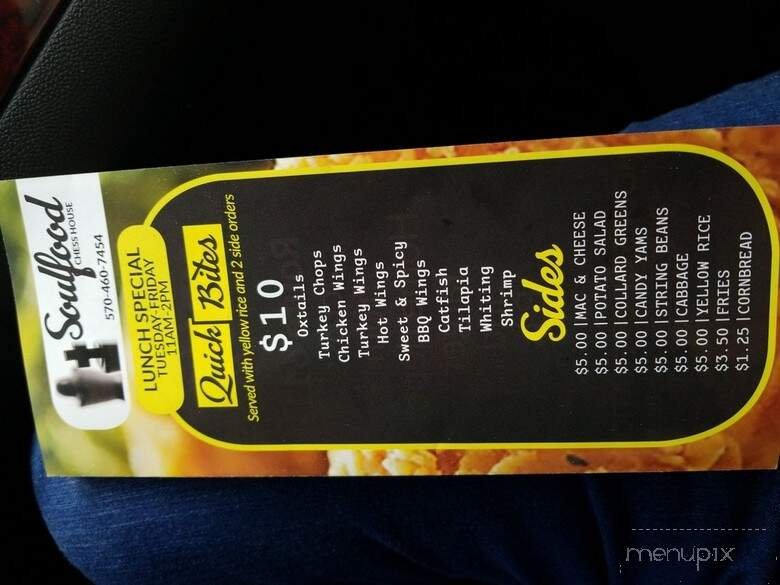 Soulfood
CHESS HOUSE
570-460-7454
LUNCH SPECIAL
TUESDAY-FRIDAY
11AM-2PM
Quick Bites
Served with yellow rice and 2 side orders
$10
Oxtails
Turkey Chops
Chicken Wings
Turkey Wings
Hot Wings
Sweet & Spicy
BBQ Wings
Catfish
Tilapia
Whiting
Shrimp
Sides
$5.00|MAC & CHEESE
$5.00|POTATO SALAD
$5.00|COLLARD GREENS
$5.00|CANDY YAMS
$5.00|STRING BEANS
$5.00|CABBAGE
$5.00|YELLOW RICE
$3.50|FRIES
$1.25|CORNBREAD
menupix